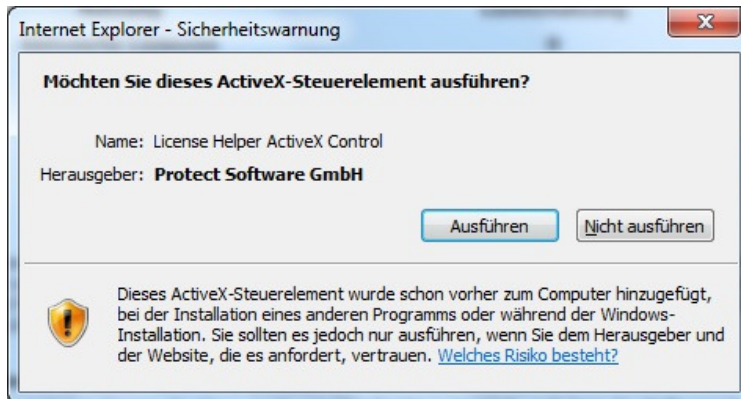 Internet Explorer - Sicherheitswarnung
Möchten Sie dieses ActiveX-Steuerelement ausführen?
Name: License Helper ActiveX Control
Herausgeber: Protect Software GmbH
Ausführen
Nicht ausführen
Dieses ActiveX-Steuerelement wurde schon vorher zum Computer hinzugefügt,
bei der Installation eines anderen Programms oder während der Windows-
Installation. Sie sollten es jedoch nur ausführen, wenn Sie dem Herausgeber und
der Website, die es anfordert, vertrauen. Welches Risiko besteht?